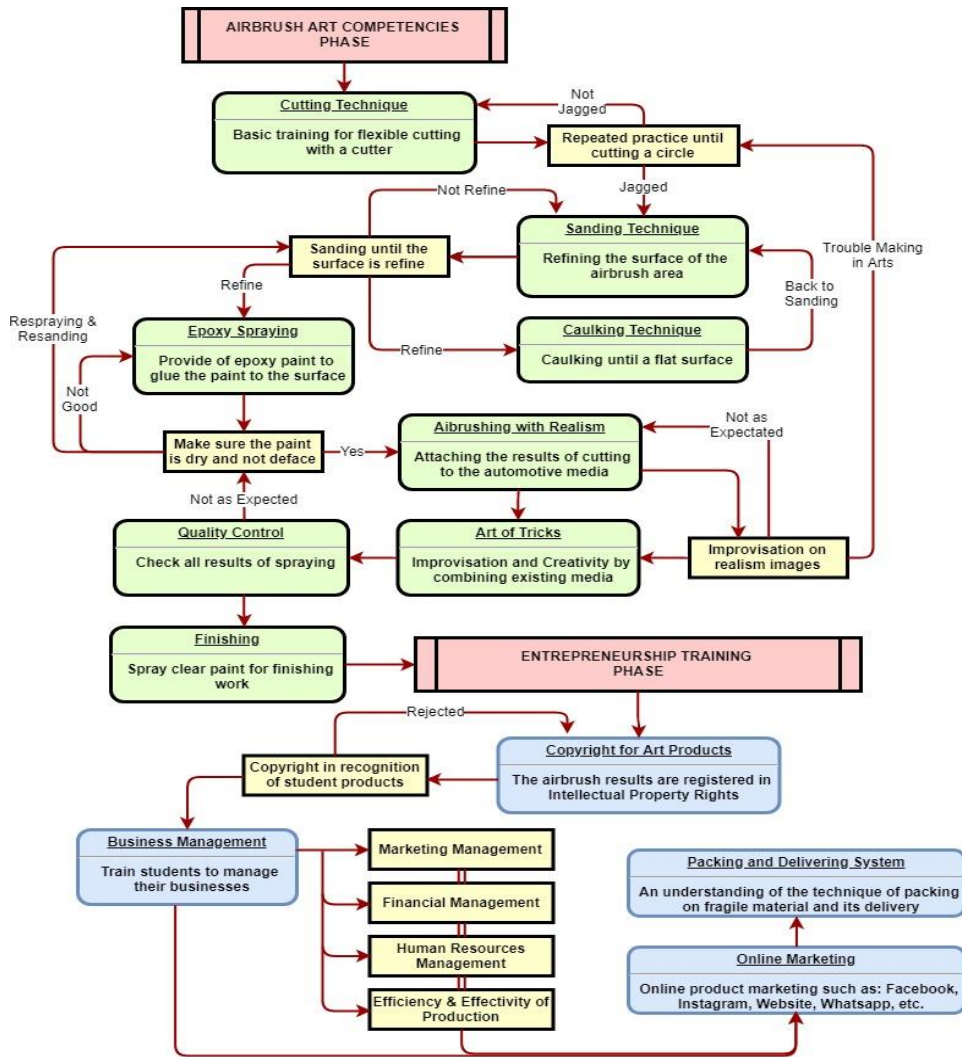 AIRBRUSH ART COMPETENCIES
PHASE
Cutting Technique
Basic training for flexible cutting
with a cutter
Not
Jagged
Repeated practice until
cutting a circle
Not Refine
Jagged
Sanding until the
surface is refine
Sanding Technique
Refining the surface of the
airbrush area
Trouble Making
in Arts
Refine
Back to
Sanding
Respraying &
Resanding
Epoxy Spraying
Provide of epoxy paint to
glue the paint to the surface
Refine
Caulking Technique
Caulking until a flat surface
Not
Good
Make sure the paint
is dry and not deface
Yes
Aibrushing with Realism
Attaching the results of cutting
to the automotive media
Not as
Expectated
Not as Expected
Quality Control
Check all results of spraying
Art of Tricks
Improvisation and Creativity by
combining existing media
Improvisation on
realism images
Finishing
Spray clear paint for finishing
work
ENTREPRENEURSHIP TRAINING
PHASE
Rejected
Copyright in recognition
of student products
Copyright for Art Products
The airbrush results are registered in
Intellectual Property Rights
Business Management
Train students to manage
their businesses
Marketing Management
Financial Management
Human Resources
Management
Efficiency & Effectivity of
Production
Packing and Delivering System
An understanding of the technique of packing
on fragile material and its delivery
Online Marketing
Online product marketing such as: Facebook,
Instagram, Website, Whatsapp, etc.